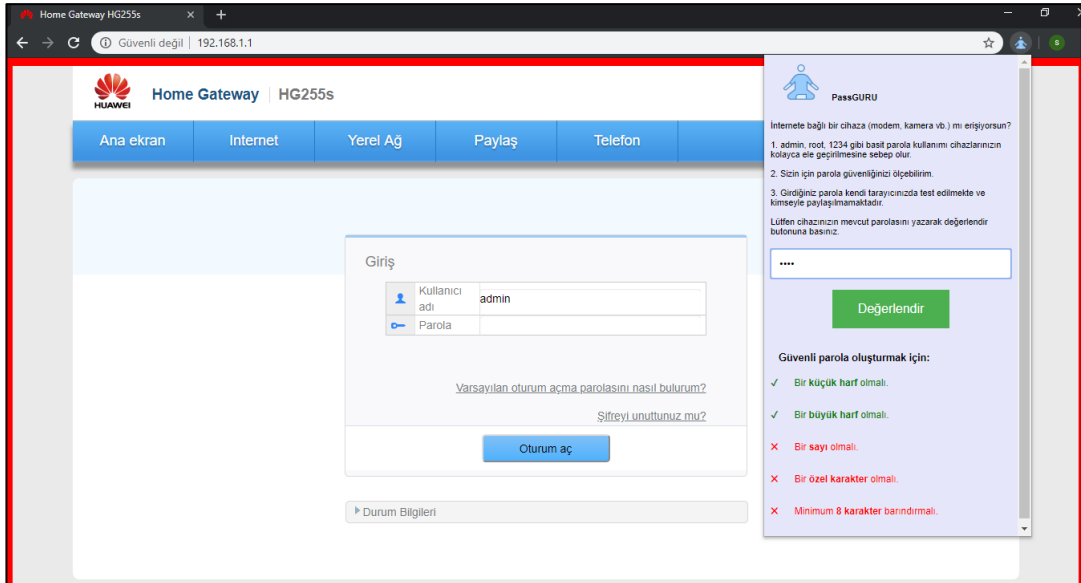 Home Gateway HG255s
Güvenli değil | 192.168.1.1
s
HUAWEI
Home Gateway | HG255s
Ana ekran
Internet
Yerel Ağ
Paylaş
Telefon
Giriş
Kullanıcı
adı
admin
Parola
Varsayılan oturum açma parolasını nasıl bulurum?
Şifreyi unuttunuz mu?
Oturum aç
Durum Bilgileri
PassGURU
İnternete bağlı bir cihaza (modem, kamera vb.) mı erişiyorsun?
1. admin, root, 1234 gibi basit parola kullanımı cihazlarınızın
kolayca ele geçirilmesine sebep olur.
2. Sizin için parola güvenliğinizi ölçebilirim.
3. Girdiğiniz parola kendi tarayıcınızda test edilmekte ve
kimseyle paylaşılmamaktadır.
Lütfen cihazınızın mevcut parolasını yazarak değerlendir
butonuna basınız.
••••
Değerlendir
Güvenli parola oluşturmak için:
✓ Bir küçük harf olmalı.
✓ Bir büyük harf olmalı.
✕ Bir sayı olmalı.
✕ Bir özel karakter olmalı.
✕ Minimum 8 karakter barındırmalı.